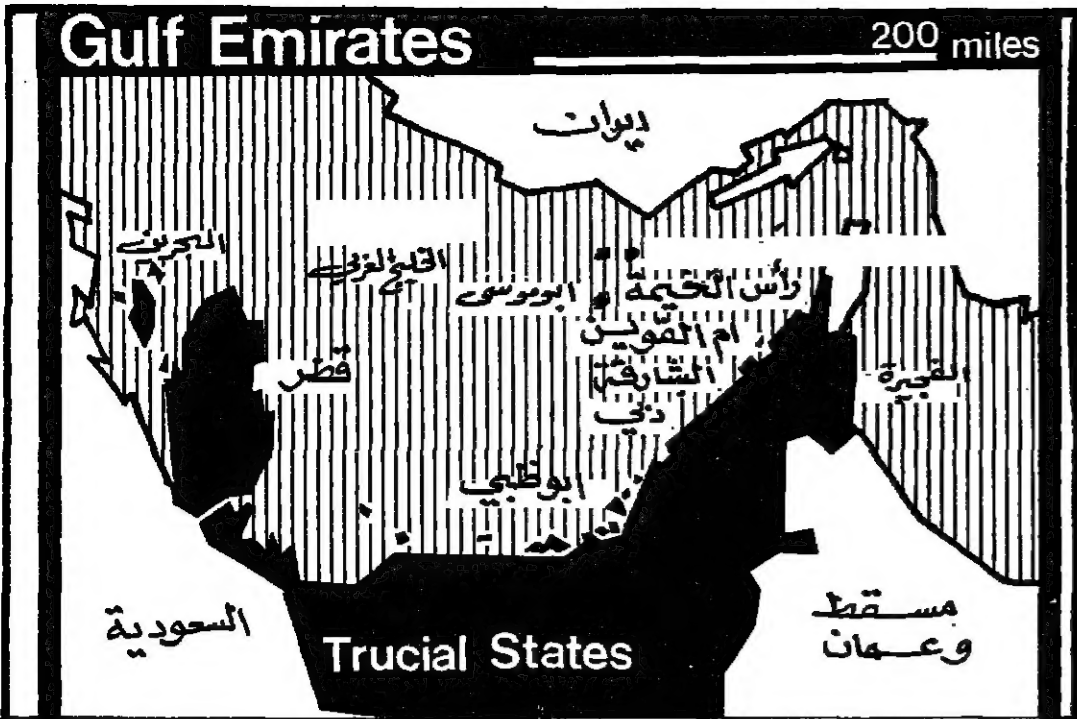 Gulf Emirates
200 miles
ايران
البحرين
الخليج العربي
ابوموسى
رأس الخيمة
ام القوين
الشارقة
دبي
قطر
الفجيرة
ابوظبي
السعودية
مسقط
وعمان
Trucial States